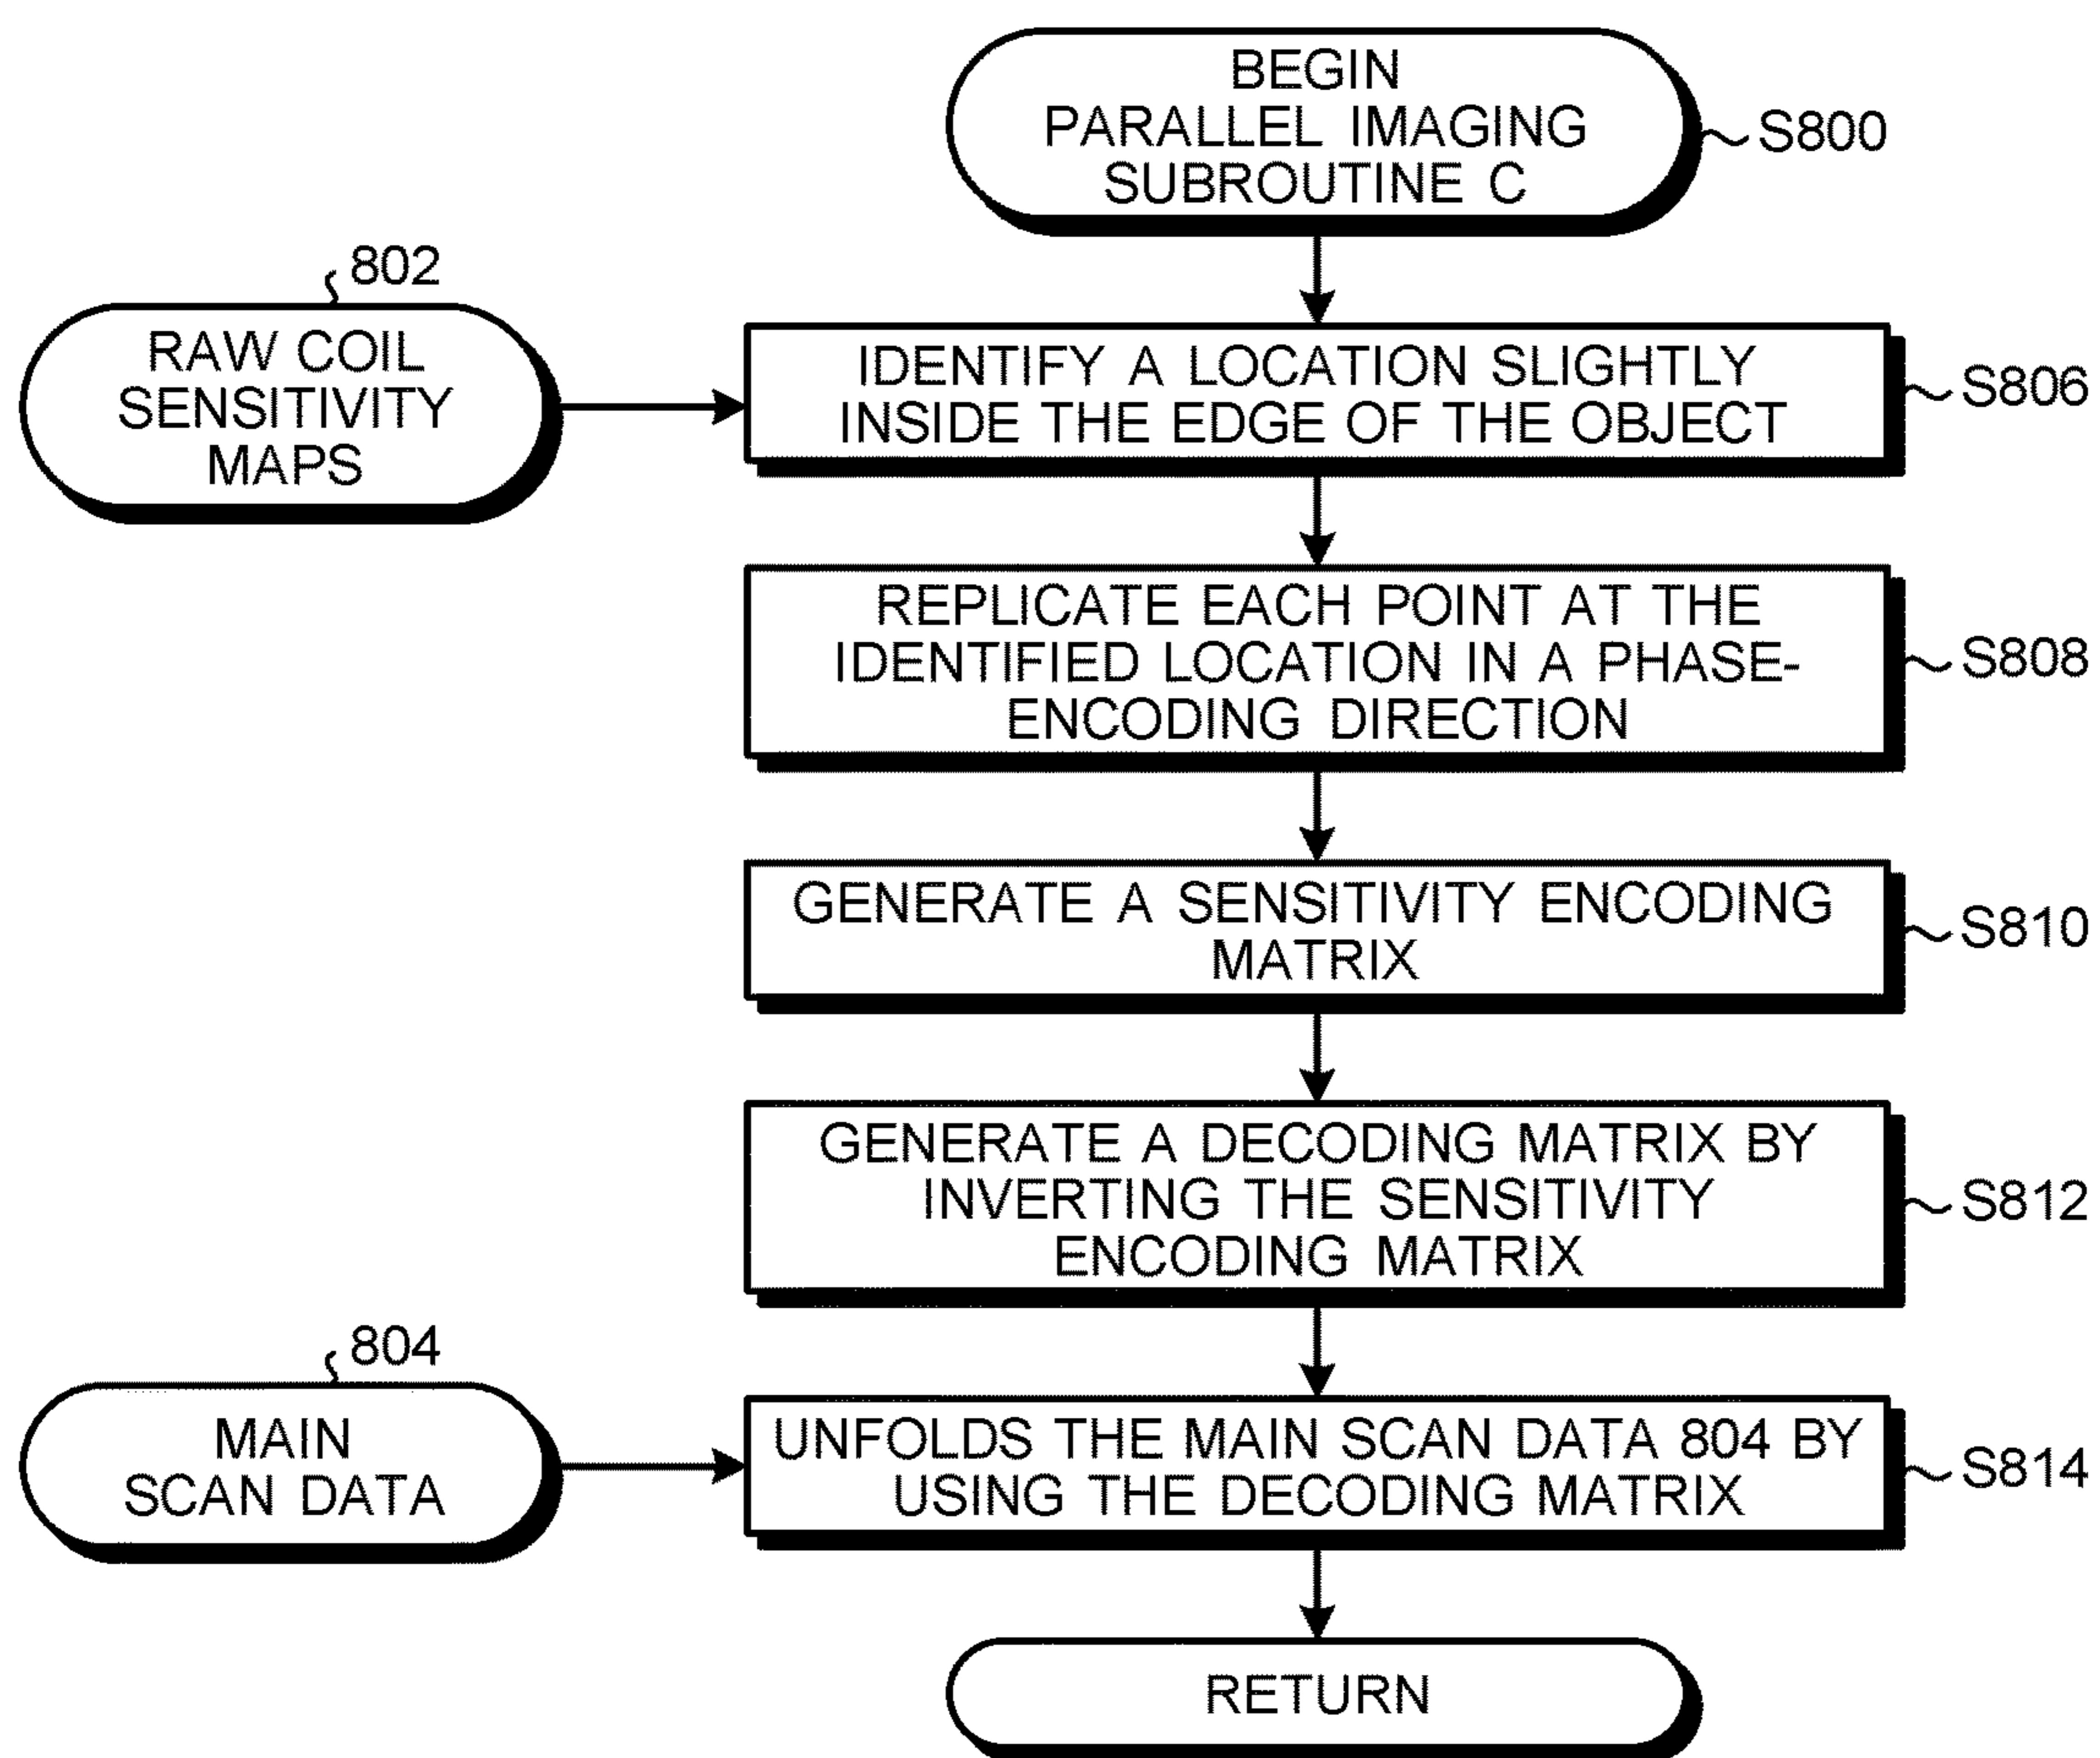 BEGIN
PARALLEL IMAGING
SUBROUTINE C
S800
802
RAW COIL
SENSITIVITY
MAPS
IDENTIFY A LOCATION SLIGHTLY
INSIDE THE EDGE OF THE OBJECT
S806
REPLICATE EACH POINT AT THE
IDENTIFIED LOCATION IN A PHASE-
ENCODING DIRECTION
S808
GENERATE A SENSITIVITY ENCODING
MATRIX
S810
GENERATE A DECODING MATRIX BY
INVERTING THE SENSITIVITY
ENCODING MATRIX
S812
804
MAIN
SCAN DATA
UNFOLDS THE MAIN SCAN DATA 804 BY
USING THE DECODING MATRIX
S814
RETURN